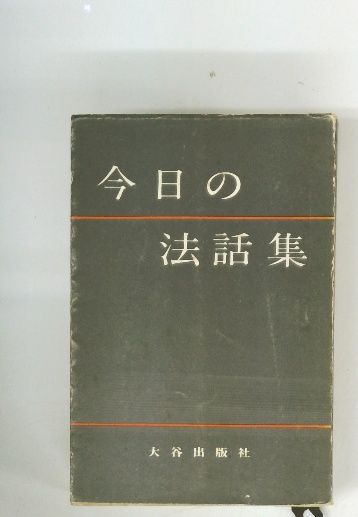 今日の
法話集
大谷出版社